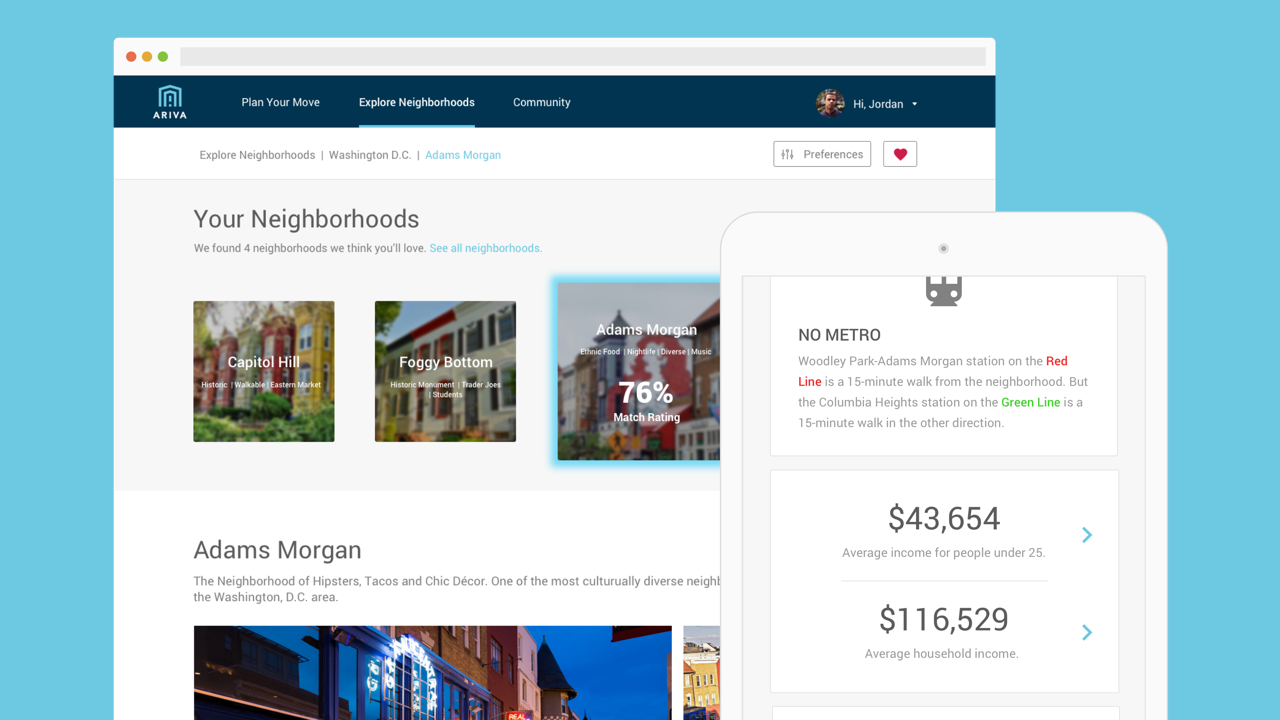 ARIVA
Plan Your Move
Explore Neighborhoods
Community
Hi, Jordan
Explore Neighborhoods | Washington D.C. | Adams Morgan
Preferences
Your Neighborhoods
We found 4 neighborhoods we think you'll love. See all neighborhoods.
Capitol Hill
Historic | Walkable | Eastern Market
Foggy Bottom
Historic Monument | Trader Joes
| Students
Adams Morgan
Ethnic Food | Nightlife | Diverse | Music
76%
Match Rating
Adams Morgan
The Neighborhood of Hipsters, Tacos and Chic Décor. One of the most culturually diverse neighb
the Washington, D.C. area.
REAL
NO METRO
Woodley Park-Adams Morgan station on the Red
Line is a 15-minute walk from the neighborhood. But
the Columbia Heights station on the Green Line is a
15-minute walk in the other direction.
$43,654
Average income for people under 25.
$116,529
Average household income.